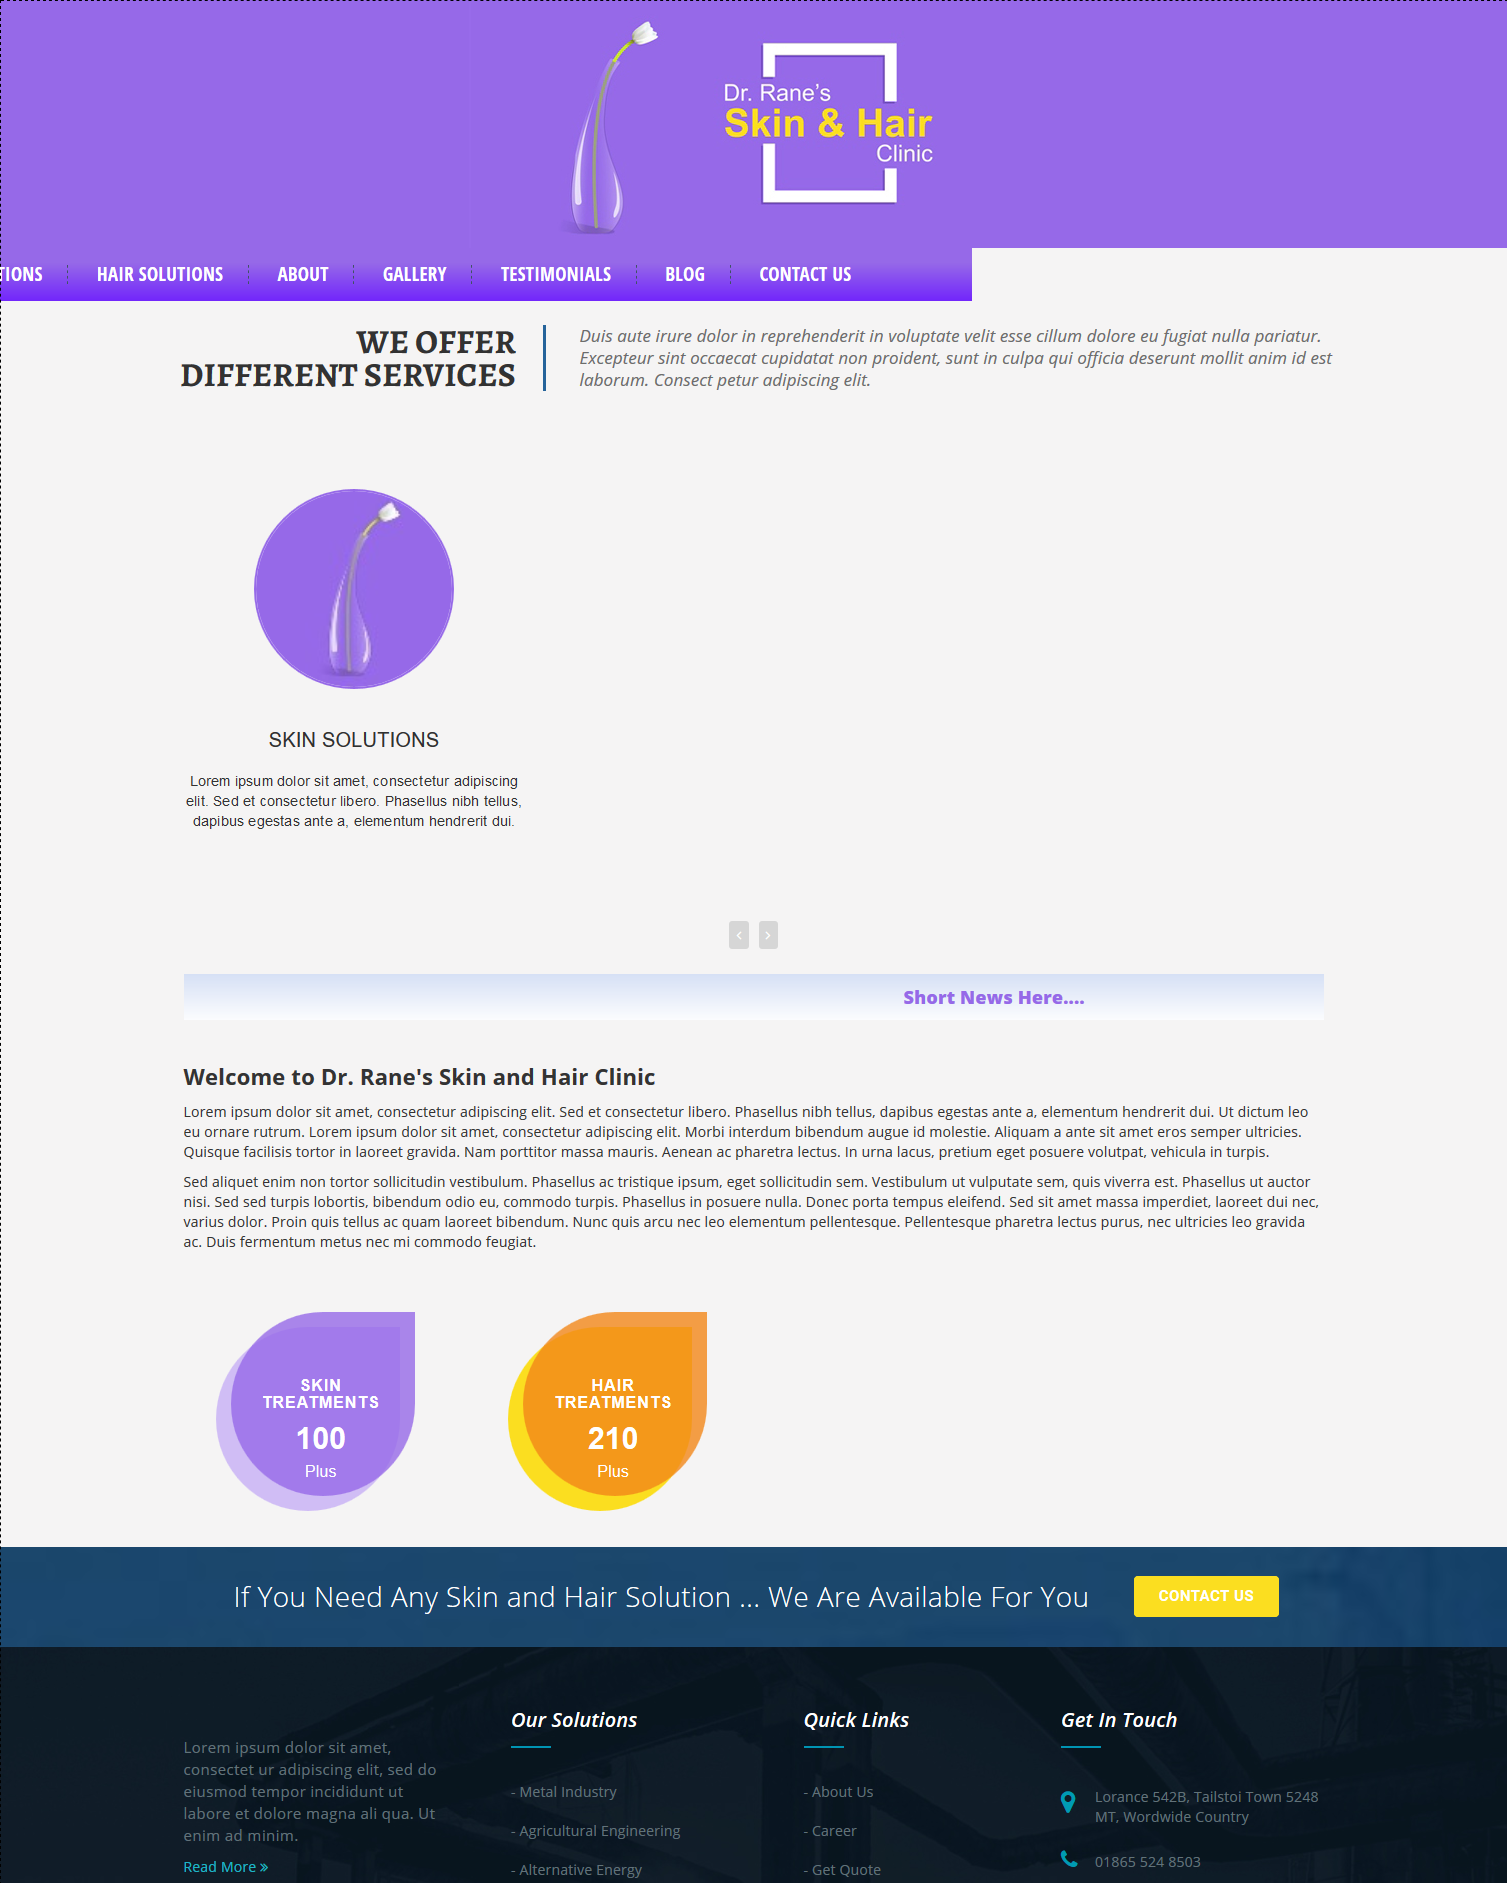 Dr. Rane's
Skin & Hair
Clinic
TIONS
HAIR SOLUTIONS
ABOUT
GALLERY
TESTIMONIALS
BLOG
CONTACT US
WE OFFER
DIFFERENT SERVICES
Duis aute irure dolor in reprehenderit in voluptate velit esse cillum dolore eu fugiat nulla pariatur.
Excepteur sint occaecat cupidatat non proident, sunt in culpa qui officia deserunt mollit anim id est
laborum. Consect petur adipiscing elit.
SKIN SOLUTIONS
Lorem ipsum dolor sit amet, consectetur adipiscing
elit. Sed et consectetur libero. Phasellus nibh tellus,
dapibus egestas ante a, elementum hendrerit dui.
Short News Here....
Welcome to Dr. Rane's Skin and Hair Clinic
Lorem ipsum dolor sit amet, consectetur adipiscing elit. Sed et consectetur libero. Phasellus nibh tellus, dapibus egestas ante a, elementum hendrerit dui. Ut dictum leo
eu ornare rutrum. Lorem ipsum dolor sit amet, consectetur adipiscing elit. Morbi interdum bibendum augue id molestie. Aliquam a ante sit amet eros semper ultricies.
Quisque facilisis tortor in laoreet gravida. Nam porttitor massa mauris. Aenean ac pharetra lectus. In urna lacus, pretium eget posuere volutpat, vehicula in turpis.
Sed aliquet enim non tortor sollicitudin vestibulum. Phasellus ac tristique ipsum, eget sollicitudin sem. Vestibulum ut vulputate sem, quis viverra est. Phasellus ut auctor
nisi. Sed sed turpis lobortis, bibendum odio eu, commodo turpis. Phasellus in posuere nulla. Donec porta tempus eleifend. Sed sit amet massa imperdiet, laoreet dui nec,
varius dolor. Proin quis tellus ac quam laoreet bibendum. Nunc quis arcu nec leo elementum pellentesque. Pellentesque pharetra lectus purus, nec ultricies leo gravida
ac. Duis fermentum metus nec mi commodo feugiat.
SKIN
TREATMENTS
100
Plus
HAIR
TREATMENTS
210
Plus
If You Need Any Skin and Hair Solution ... We Are Available For You
CONTACT US
Lorem ipsum dolor sit amet,
consectet ur adipiscing elit, sed do
eiusmod tempor incididunt ut
labore et dolore magna ali qua. Ut
enim ad minim.
Read More »
Our Solutions
- Metal Industry
- Agricultural Engineering
- Alternative Energy
Quick Links
- About Us
- Career
- Get Quote
Get In Touch
Lorance 542B, Tailstoi Town 5248
MT, Wordwide Country
01865 524 8503